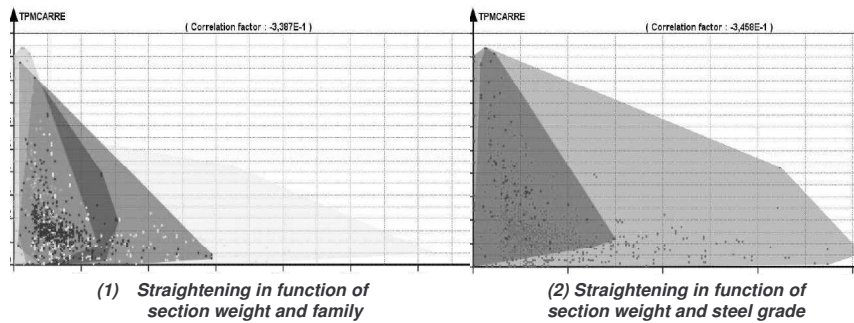 TPMCARRE
( Correlation factor : -3,387E-1 )
(1) Straightening in function of
section weight and family
TPMCARRE
( Correlation factor : -3,458E-1 )
(2) Straightening in function of
section weight and steel grade